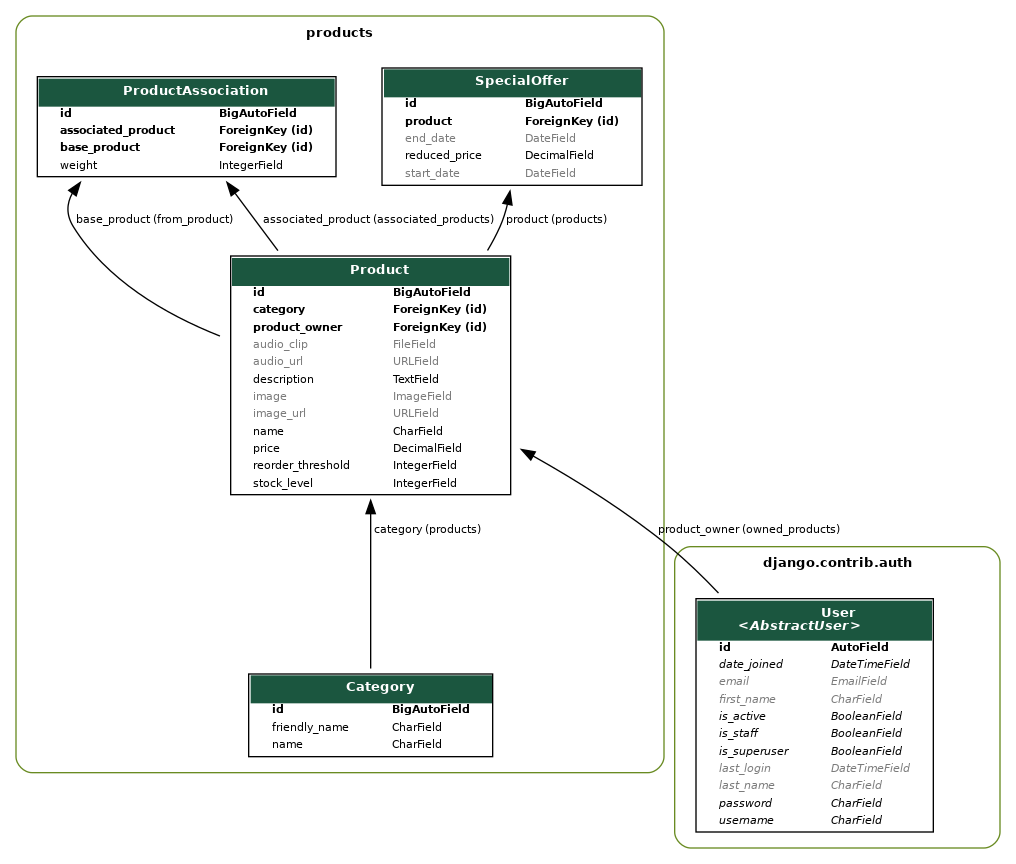 products
ProductAssociation
id BigAutoField
associated_product ForeignKey (id)
base_product ForeignKey (id)
weight IntegerField
SpecialOffer
id BigAutoField
product ForeignKey (id)
end_date DateField
reduced_price DecimalField
start_date DateField
base_product (from_product)
associated_product (associated_products)
product (products)
Product
id BigAutoField
category ForeignKey (id)
product_owner ForeignKey (id)
audio_clip FileField
audio_url URLField
description TextField
image ImageField
image_url URLField
name CharField
price DecimalField
reorder_threshold IntegerField
stock_level IntegerField
category (products)
product_owner (owned_products)
Category
id BigAutoField
friendly_name CharField
name CharField
django.contrib.auth
User
<AbstractUser>
id AutoField
date_joined DateTimeField
email EmailField
first_name CharField
is_active BooleanField
is_staff BooleanField
is_superuser BooleanField
last_login DateTimeField
last_name CharField
password CharField
username CharField